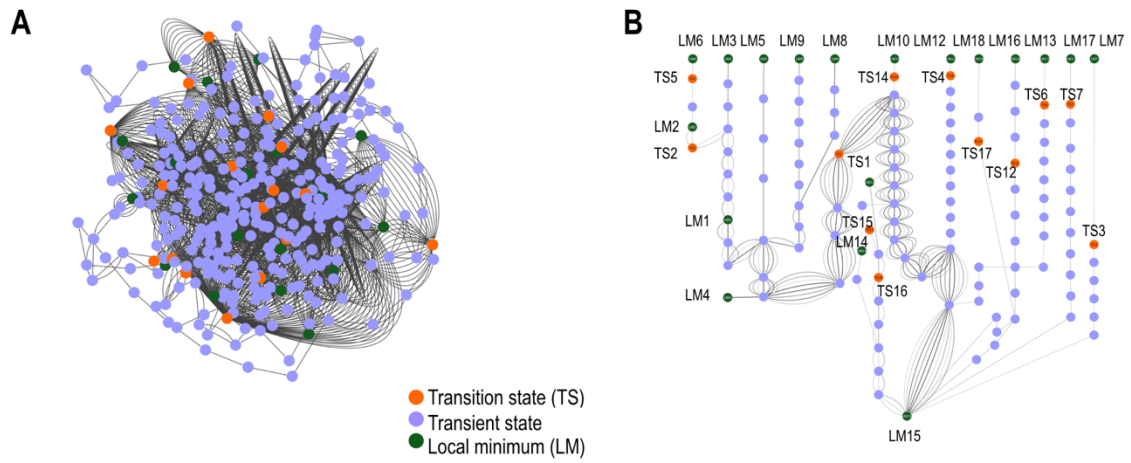 A
Transition state (TS)
Transient state
Local minimum (LM)
B
LM6 LM3 LM5 LM9 LM8 LM10 LM12 LM18 LM16 LM13 LM17 LM7
TS5 TS14 TS4 TS6 TS7
LM2
TS2 TS1 TS17 TS12
LM1 TS15 TS3
LM14
LM4 TS16
LM15